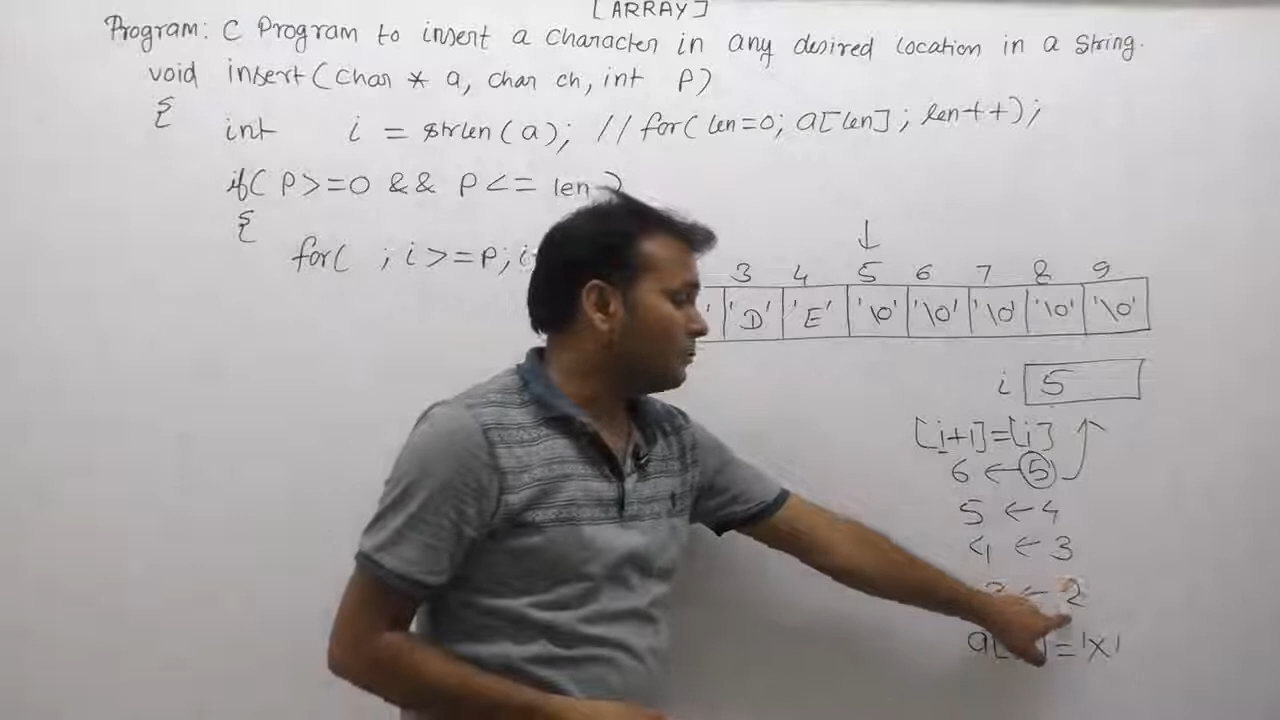 [ARRAY]
Program: C Program to insert a character in any desired location in a string.
void insert(char * a, char ch, int P)
{
int i = strlen(a); // for(len=0; a[len]; len++);
if( P>=0 && P<= len )
{
for( ; i>=P; i
3 4 5 6 7 8 9
' 'D' 'E' '\0' '\0' '\0' '\0' '\0'
i 5
[i+1]=[i]
6 ← 5
5 ← 4
4 ← 3
← 2
a[ ]='X'